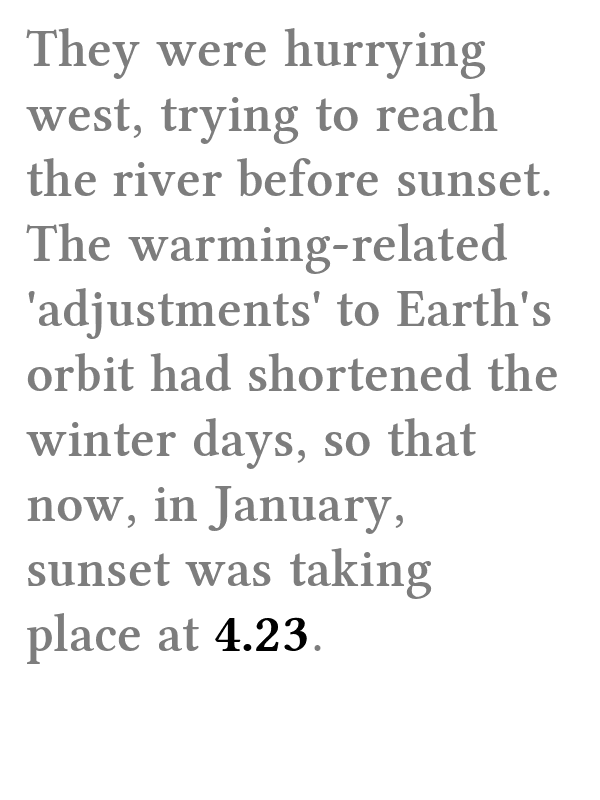 They were hurrying
west, trying to reach
the river before sunset.
The warming-related
'adjustments' to Earth's
orbit had shortened the
winter days, so that
now, in January,
sunset was taking
place at 4.23.